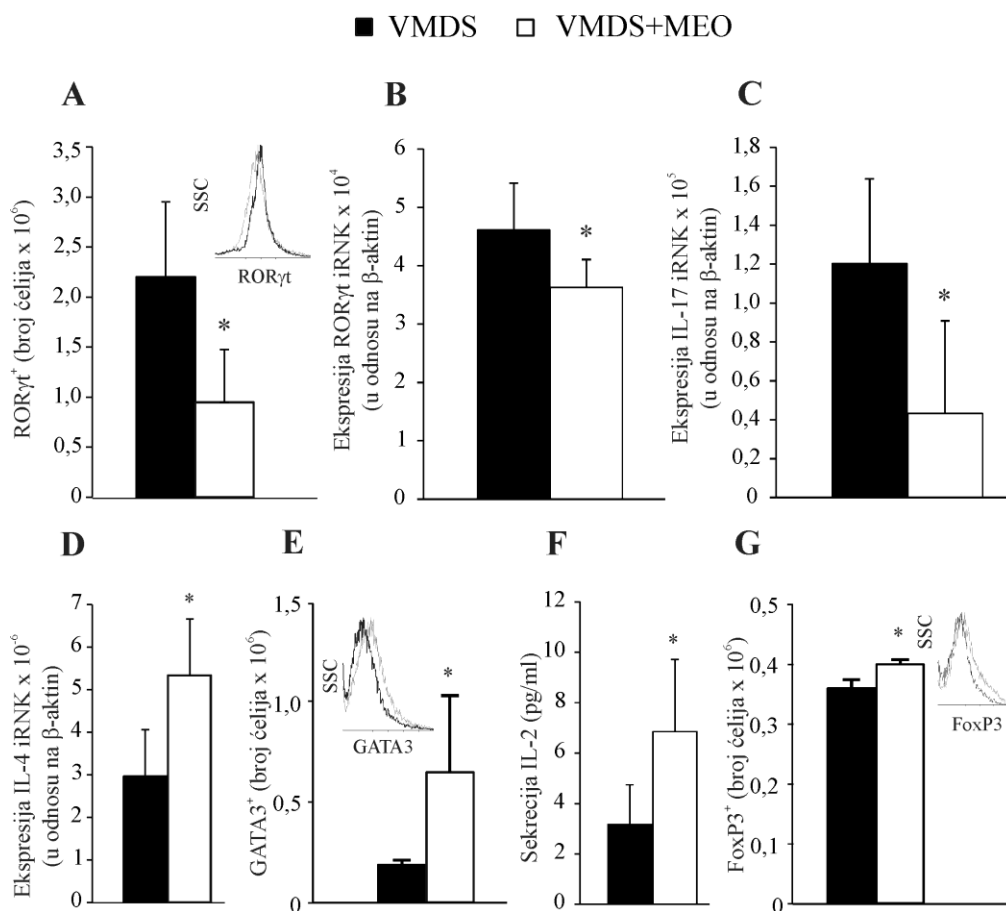 VMDS VMDS+MEO
A
RORγt⁺ (broj ćelija x 10⁶)
3,5
3,0
2,5
2,0
1,5
1,0
0,5
0
*
SSC
RORγt
B
Ekspresija RORγt iRNK x 10⁴
(u odnosu na β-aktin)
6
5
4
3
2
1
0
*
C
Ekspresija IL-17 iRNK x 10⁵
(u odnosu na β-aktin)
1,8
1,6
1,4
1,2
1,0
0,8
0,6
0,4
0,2
0
*
D
Ekspresija IL-4 iRNK x 10⁻⁶
(u odnosu na β-aktin)
7
6
5
4
3
2
1
0
*
E
GATA3⁺ (broj ćelija x 10⁶)
1,5
1,0
0,5
0
*
SSC
GATA3
F
Sekrecija IL-2 (pg/ml)
12
10
8
6
4
2
0
*
G
FoxP3⁺ (broj ćelija x 10⁶)
0,5
0,4
0,3
0,2
0,1
0,
*
SSC
FoxP3